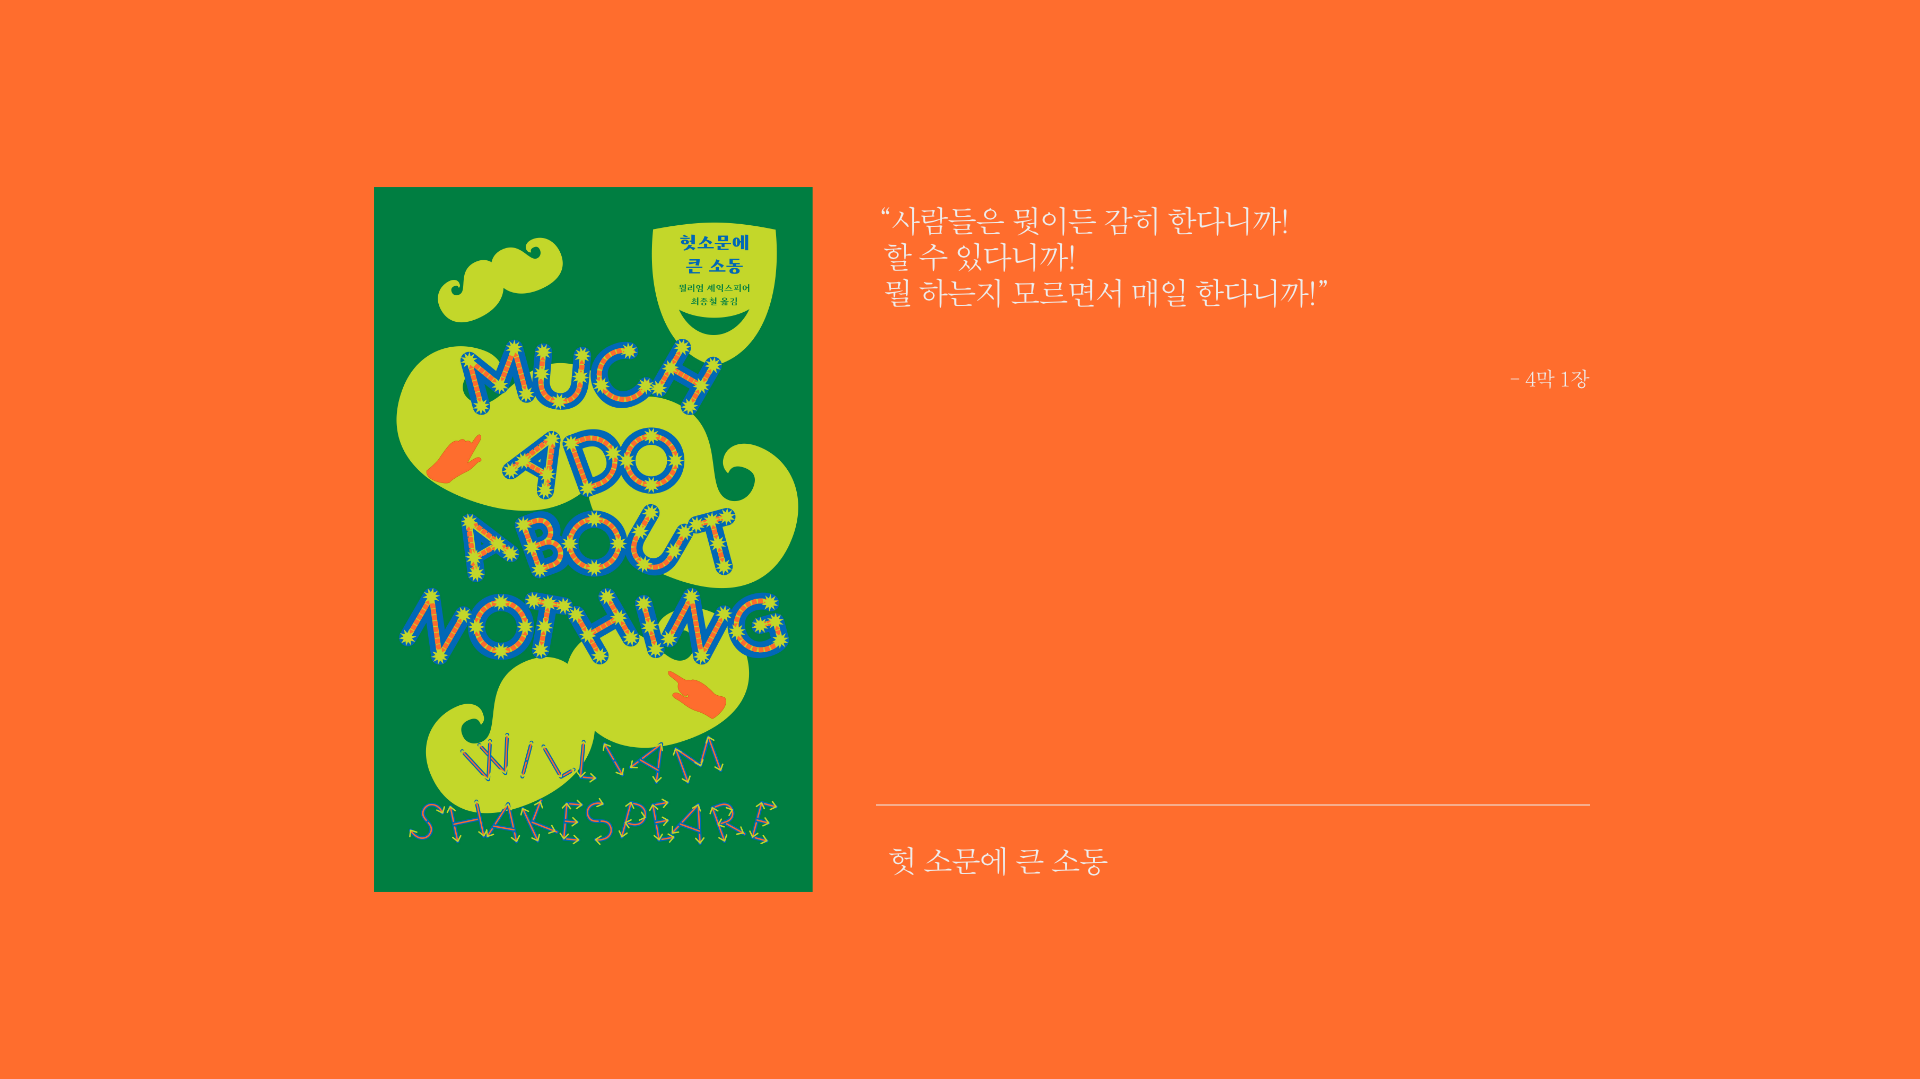 헛소문에
큰 소동
윌리엄 셰익스피어
최종철 옮김
MUCH
ADO
ABOUT
NOTHING
WILLIAM
SHAKESPEARE
“사람들은 뭣이든 감히 한다니까!
할 수 있다니까!
뭘 하는지 모르면서 매일 한다니까!”
– 4막 1장
헛 소문에 큰 소동